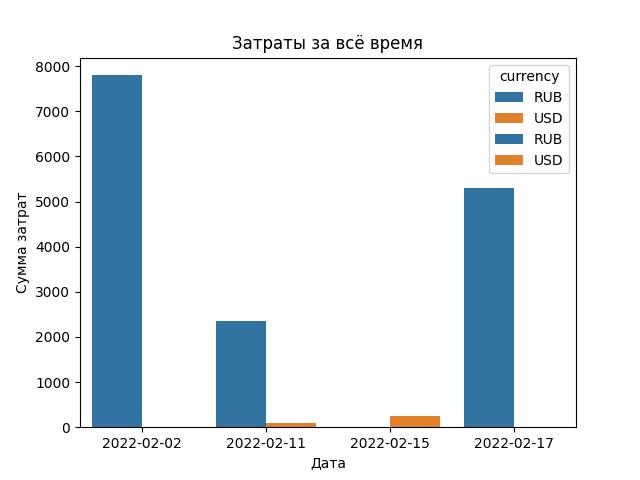 Затраты за всё время
8000
7000
6000
5000
4000
3000
2000
1000
0
Сумма затрат
currency
RUB
USD
RUB
USD
2022-02-02 2022-02-11 2022-02-15 2022-02-17
Дата